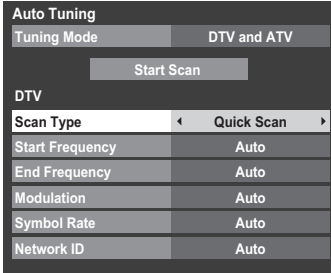 Auto Tuning
Tuning Mode DTV and ATV
Start Scan
DTV
Scan Type Quick Scan
Start Frequency Auto
End Frequency Auto
Modulation Auto
Symbol Rate Auto
Network ID Auto